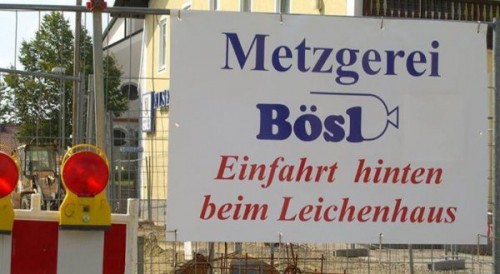 Metzgerei
Bösl
Einfahrt hinten
beim Leichenhaus